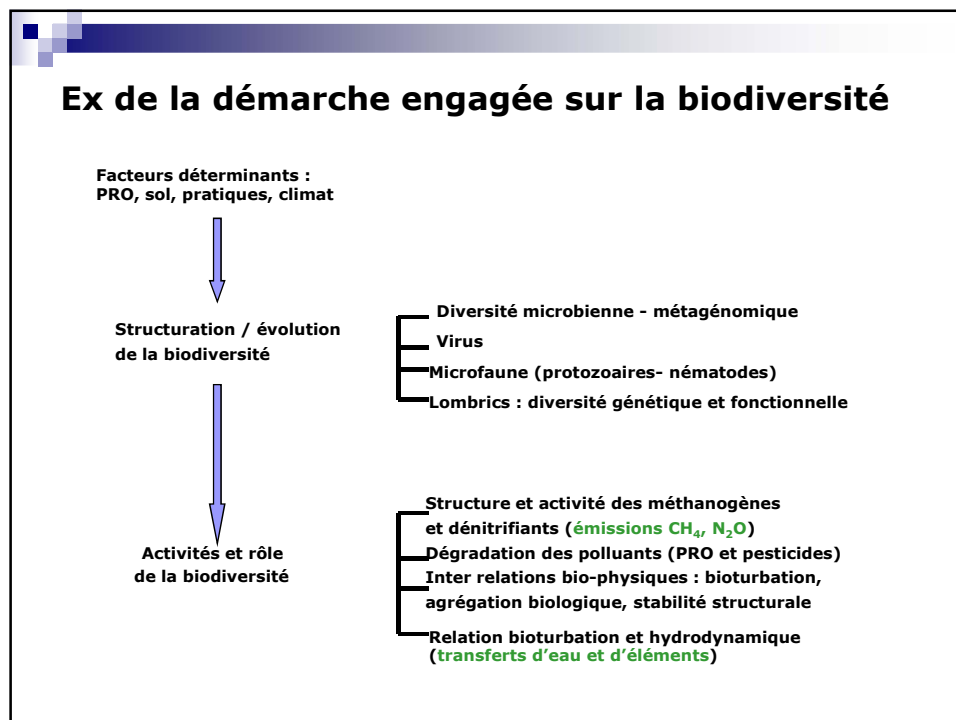 Ex de la démarche engagée sur la biodiversité
Facteurs déterminants :
PRO, sol, pratiques, climat
Structuration / évolution
de la biodiversité
Diversité microbienne - métagénomique
Virus
Microfaune (protozoaires- nématodes)
Lombrics : diversité génétique et fonctionnelle
Activités et rôle
de la biodiversité
Structure et activité des méthanogènes
et dénitrifiants (émissions CH₄, N₂O)
Dégradation des polluants (PRO et pesticides)
Inter relations bio-physiques : bioturbation,
agrégation biologique, stabilité structurale
Relation bioturbation et hydrodynamique
(transferts d’eau et d’éléments)